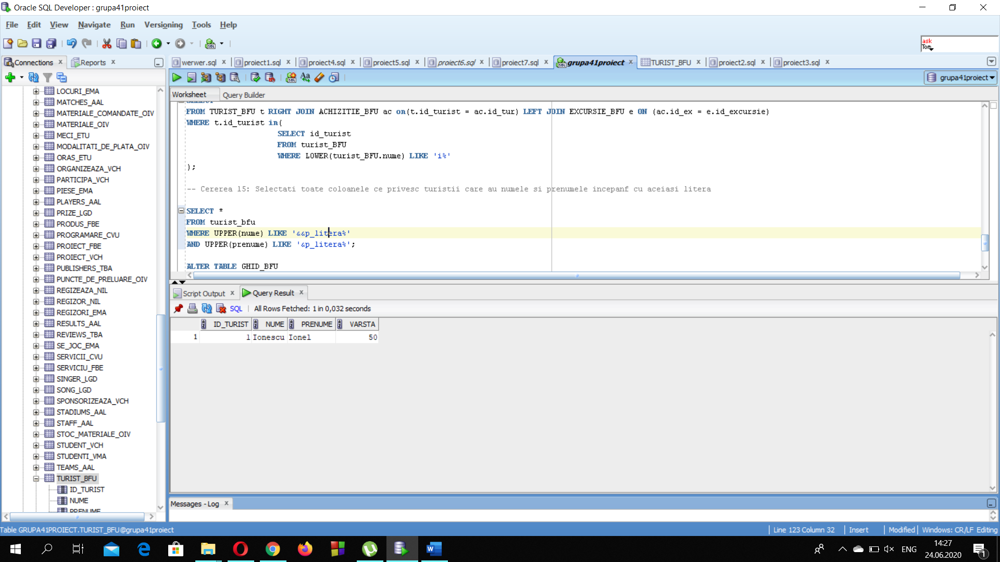 Oracle SQL Developer : grupa41proiect
File Edit View Navigate Run Versioning Tools Help
ask
Tom
Connections Reports
werwer.sql proiect1.sql proiect4.sql proiect5.sql proiect6.sql proiect7.sql grupa41proiect TURIST_BFU proiect2.sql proiect3.sql
grupa41proiect
Worksheet Query Builder
LOCURI_EMA
MATCHES_AAL
MATERIALE_COMANDATE_OIV
MATERIALE_OIV
MECI_ETU
MODALITATI_DE_PLATA_OIV
ORAS_ETU
ORGANIZEAZA_VCH
PARTICIPA_VCH
PIESE_EMA
PLAYERS_AAL
PRIZE_LGD
PRODUS_FBE
PROGRAMARE_CVU
PROIECT_FBE
PROIECT_VCH
PUBLISHERS_TBA
PUNCTE_DE_PRELUARE_OIV
REGIZEAZA_NIL
REGIZOR_NIL
REGIZORI_EMA
RESULTS_AAL
REVIEWS_TBA
SE_JOC_EMA
SERVICII_CVU
SERVICIU_FBE
SINGER_LGD
SONG_LGD
SPONSORIZEAZA_VCH
STADIUMS_AAL
STAFF_AAL
STOC_MATERIALE_OIV
STUDENT_VCH
STUDENTI_VMA
TEAMS_AAL
TURIST_BFU
ID_TURIST
NUME
PRENUME
SELECT
FROM TURIST_BFU t RIGHT JOIN ACHIZITIE_BFU ac on(t.id_turist = ac.id_tur) LEFT JOIN EXCURSIE_BFU e ON (ac.id_ex = e.id_excursie)
WHERE t.id_turist in(
SELECT id_turist
FROM turist_BFU
WHERE LOWER(turist_BFU.nume) LIKE 'i%'
);
-- Cererea 15: Selectati toate coloanele ce privesc turistii care au numele si prenumele incepanf cu aceiasi litera
SELECT *
FROM turist_bfu
WHERE UPPER(nume) LIKE '&&p_litera%'
AND UPPER(prenume) LIKE '&p_litera%';
ALTER TABLE GHID_BFU
Script Output Query Result
SQL All Rows Fetched: 1 in 0,032 seconds
ID_TURIST NUME PRENUME VARSTA
1 1 Ionescu Ionel 50
Messages - Log
Table GRUPA41PROIECT.TURIST_BFU@grupa41proiect
Line 123 Column 32 Insert Modified Windows: CR/LF Editing
ENG
14:27
24.06.2020
1